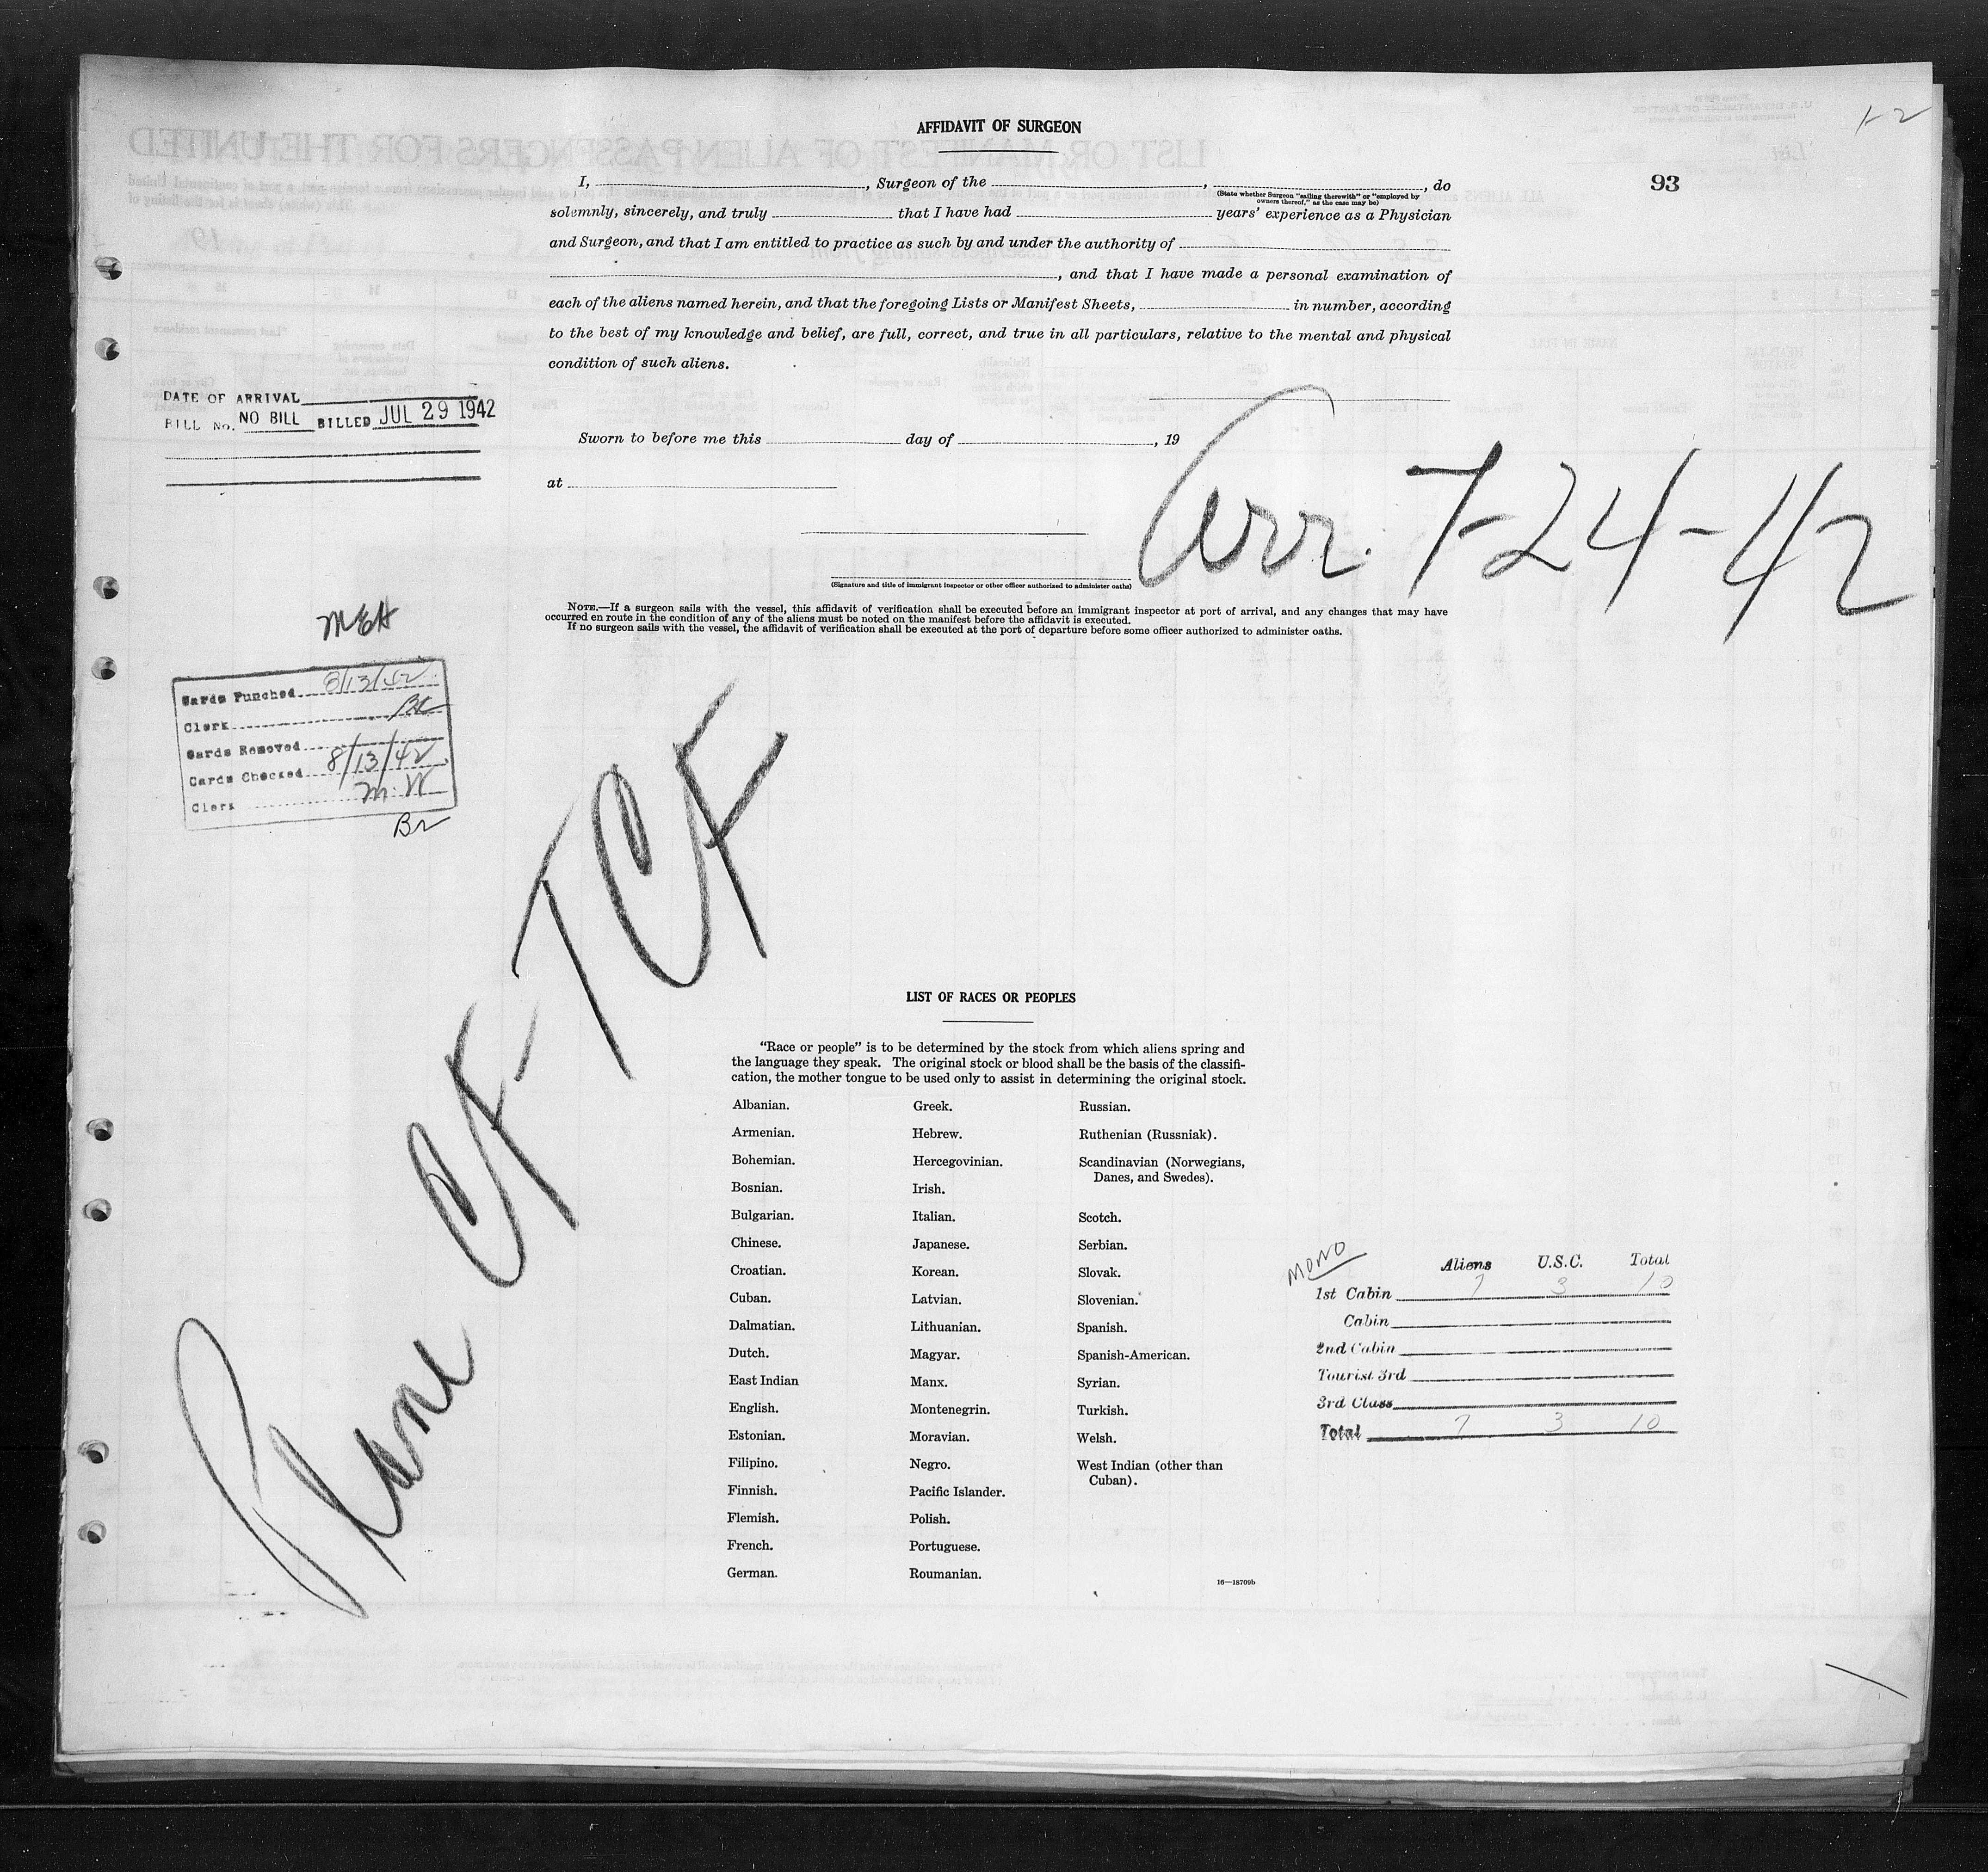 1-2
AFFIDAVIT OF SURGEON
93
I, , Surgeon of the , , do
(State whether Surgeon "sailing therewith" or "employed by
owners thereof," as the case may be)
solemnly, sincerely, and truly that I have had years' experience as a Physician
and Surgeon, and that I am entitled to practice as such by and under the authority of
, and that I have made a personal examination of
each of the aliens named herein, and that the foregoing Lists or Manifest Sheets, in number, according
to the best of my knowledge and belief, are full, correct, and true in all particulars, relative to the mental and physical
condition of such aliens.
DATE OF ARRIVAL
BILL No. NO BILL BILLED JUL 29 1942
Sworn to before me this day of , 19
at
Arr. 7-24-42
(Signature and title of immigrant inspector or other officer authorized to administer oaths)
NOTE.—If a surgeon sails with the vessel, this affidavit of verification shall be executed before an immigrant inspector at port of arrival, and any changes that may have
occurred en route in the condition of any of the aliens must be noted on the manifest before the affidavit is executed.
If no surgeon sails with the vessel, the affidavit of verification shall be executed at the port of departure before some officer authorized to administer oaths.
MEH
Cards Punched 8/13/42
Clerk
Cards Removed
Cards Checked 8/13/42
Clerk M.W
Plane CF-TCF
LIST OF RACES OR PEOPLES
"Race or people" is to be determined by the stock from which aliens spring and
the language they speak. The original stock or blood shall be the basis of the classifi-
cation, the mother tongue to be used only to assist in determining the original stock.
Albanian.
Armenian.
Bohemian.
Bosnian.
Bulgarian.
Chinese.
Croatian.
Cuban.
Dalmatian.
Dutch.
East Indian
English.
Estonian.
Filipino.
Finnish.
Flemish.
French.
German.
Greek.
Hebrew.
Hercegovinian.
Irish.
Italian.
Japanese.
Korean.
Latvian.
Lithuanian.
Magyar.
Manx.
Montenegrin.
Moravian.
Negro.
Pacific Islander.
Polish.
Portuguese.
Roumanian.
Russian.
Ruthenian (Russniak).
Scandinavian (Norwegians,
Danes, and Swedes).
Scotch.
Serbian.
Slovak.
Slovenian.
Spanish.
Spanish-American.
Syrian.
Turkish.
Welsh.
West Indian (other than
Cuban).
16—18709b
MONO
Aliens U.S.C. Total
1st Cabin 7 3 10
Cabin
2nd Cabin
Tourist 3rd
3rd Class
Total 7 3 10